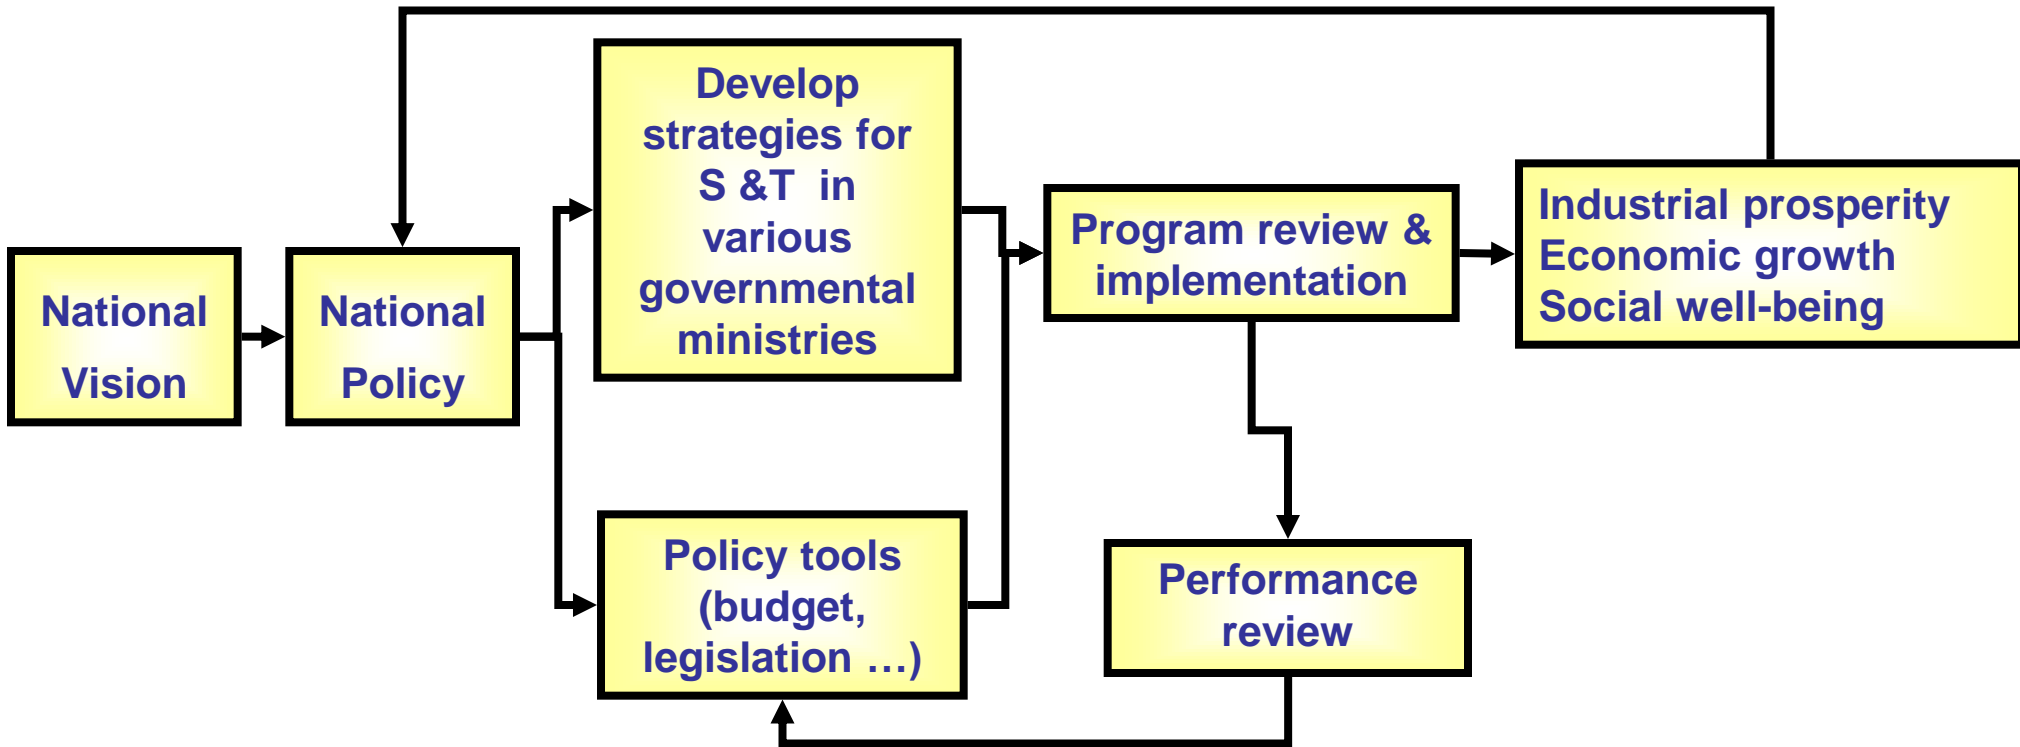 National
Vision
National
Policy
Develop
strategies for
S &T in
various
governmental
ministries
Policy tools
(budget,
legislation …)
Program review &
implementation
Performance
review
Industrial prosperity
Economic growth
Social well-being